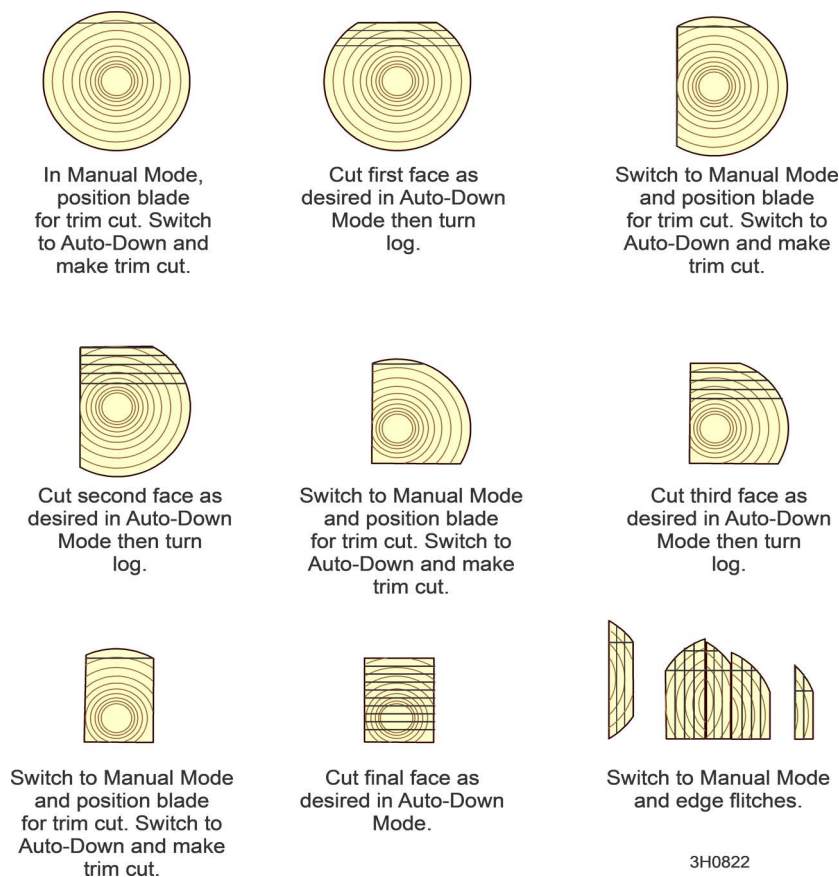 In Manual Mode,
position blade
for trim cut. Switch
to Auto-Down and
make trim cut.
Cut first face as
desired in Auto-Down
Mode then turn
log.
Switch to Manual Mode
and position blade
for trim cut. Switch to
Auto-Down and make
trim cut.
Cut second face as
desired in Auto-Down
Mode then turn
log.
Switch to Manual Mode
and position blade
for trim cut. Switch to
Auto-Down and make
trim cut.
Cut third face as
desired in Auto-Down
Mode then turn
log.
Switch to Manual Mode
and position blade
for trim cut. Switch to
Auto-Down and make
trim cut.
Cut final face as
desired in Auto-Down
Mode.
Switch to Manual Mode
and edge flitches.
3H0822